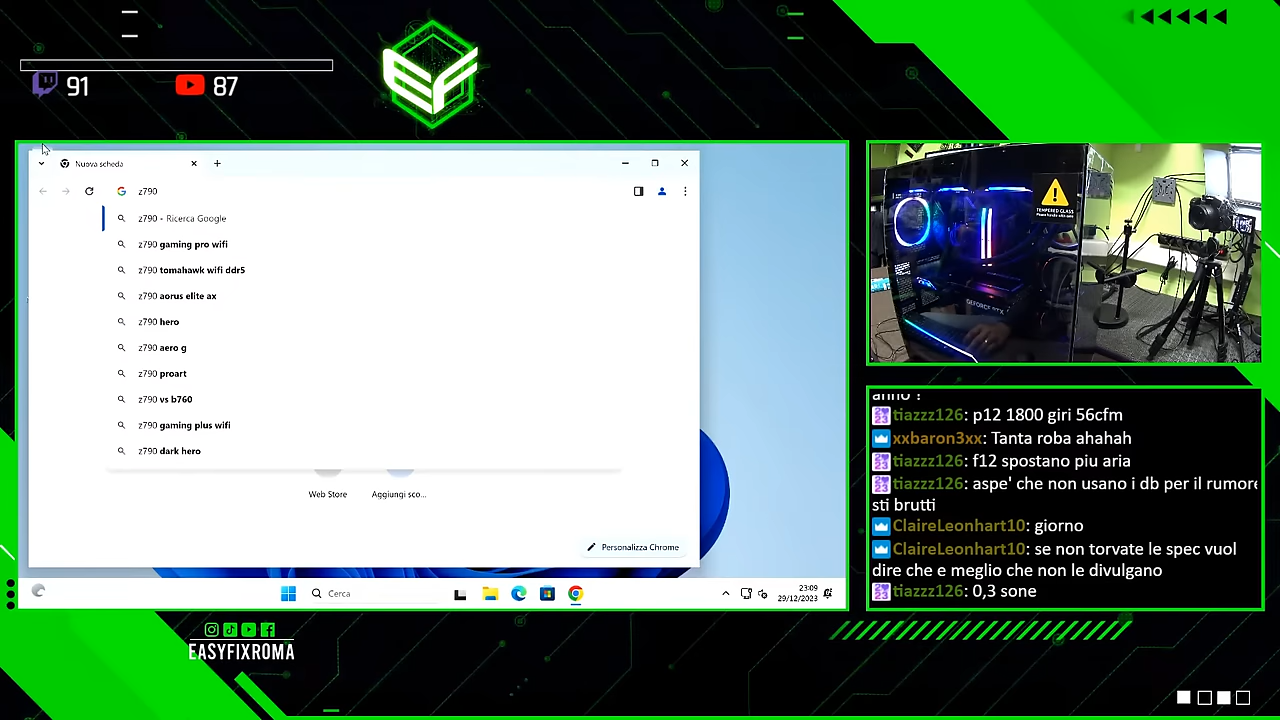 91
87
EF
Nuova scheda
z790
z790 - Ricerca Google
z790 gaming pro wifi
z790 tomahawk wifi ddr5
z790 aorus elite ax
z790 hero
z790 aero g
z790 proart
z790 vs b760
z790 gaming plus wifi
z790 dark hero
Web Store
Aggiungi sco...
Personalizza Chrome
Cerca
23:09
29/12/2023
TEMPERED GLASS
GEFORCE RTX
anno ?
tiazzz126: p12 1800 giri 56cfm
xxbaron3xx: Tanta roba ahahah
tiazzz126: f12 spostano piu aria
tiazzz126: aspe' che non usano i db per il rumore
sti brutti
ClaireLeonhart10: giorno
ClaireLeonhart10: se non torvate le spec vuol
dire che e meglio che non le divulgano
tiazzz126: 0,3 sone
EASYFIXROMA